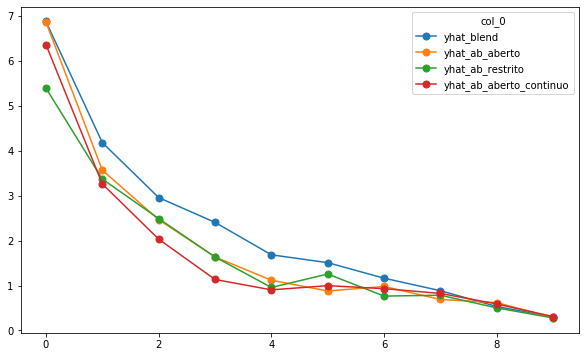 col_0
yhat_blend
yhat_ab_aberto
yhat_ab_restrito
yhat_ab_aberto_continuo
7
6
5
4
3
2
1
0
0 2 4 6 8